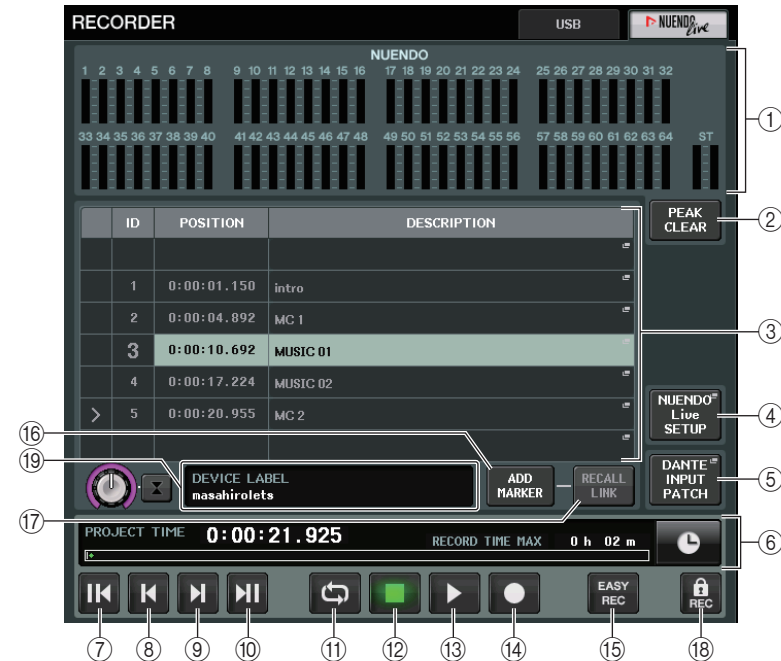 RECORDER
USB
NUENDO live
NUENDO
1 2 3 4 5 6 7 8 9 10 11 12 13 14 15 16 17 18 19 20 21 22 23 24 25 26 27 28 29 30 31 32
①
33 34 35 36 37 38 39 40 41 42 43 44 45 46 47 48 49 50 51 52 53 54 55 56 57 58 59 60 61 62 63 64 ST
ID POSITION DESCRIPTION
PEAK CLEAR
②
1 0:00:01.150 intro
2 0:00:04.892 MC 1
3 0:00:10.692 MUSIC 01
③
4 0:00:17.224 MUSIC 02
> 5 0:00:20.955 MC 2
NUENDO Live SETUP
④
⑯
⑲
DEVICE LABEL
masahirolets
ADD MARKER
RECALL LINK
DANTE INPUT PATCH
⑤
⑰
PROJECT TIME 0:00:21.925 RECORD TIME MAX 0 h 02 m
⑥
EASY REC
REC
⑦ ⑧ ⑨ ⑩ ⑪ ⑫ ⑬ ⑭ ⑮ ⑱